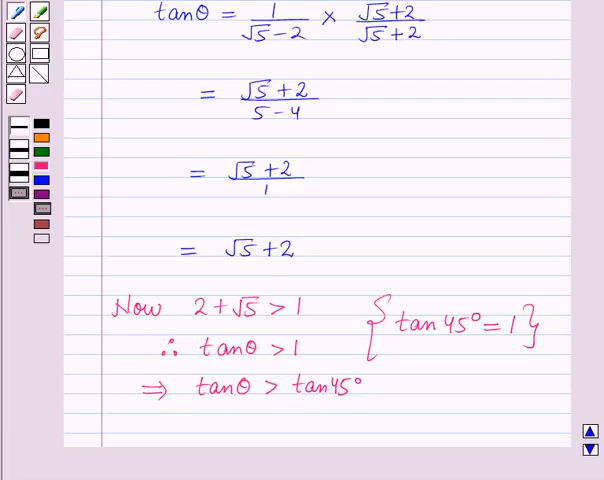 tanθ = 1/(√5 − 2) × (√5 + 2)/(√5 + 2)
= (√5 + 2)/(5 − 4)
= (√5 + 2)/1
= √5 + 2
Now 2 + √5 > 1 {tan 45° = 1}
∴ tanθ > 1
⇒ tanθ > tan45°